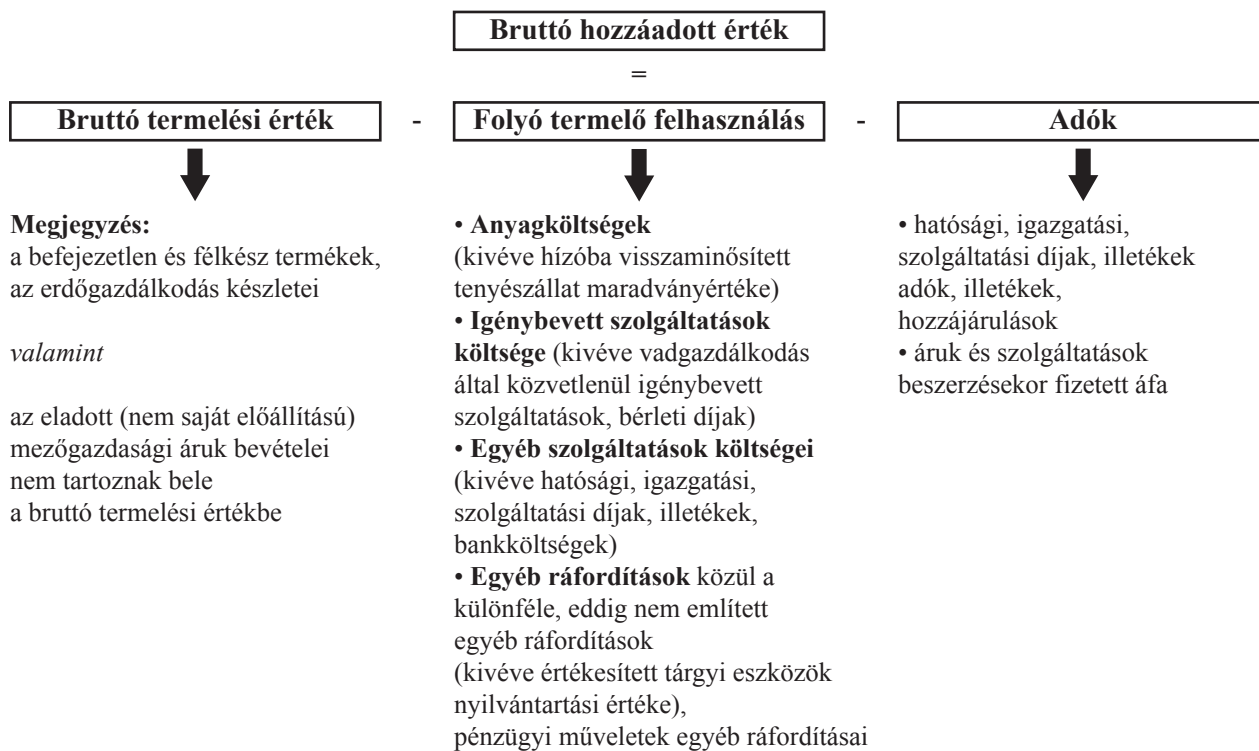 Bruttó hozzáadott érték
=
Bruttó termelési érték - Folyó termelő felhasználás - Adók
Megjegyzés:
a befejezetlen és félkész termékek,
az erdőgazdálkodás készletei
valamint
az eladott (nem saját előállítású)
mezőgazdasági áruk bevételei
nem tartoznak bele
a bruttó termelési értékbe
• Anyagköltségek
(kivéve hízóba visszaminősített
tenyészállat maradványértéke)
• Igénybevett szolgáltatások
költsége (kivéve vadgazdálkodás
által közvetlenül igénybevett
szolgáltatások, bérleti díjak)
• Egyéb szolgáltatások költségei
(kivéve hatósági, igazgatási,
szolgáltatási díjak, illetékek,
bankköltségek)
• Egyéb ráfordítások közül a
különféle, eddig nem említett
egyéb ráfordítások
(kivéve értékesített tárgyi eszközök
nyilvántartási értéke),
pénzügyi műveletek egyéb ráfordításai
• hatósági, igazgatási,
szolgáltatási díjak, illetékek
adók, illetékek,
hozzájárulások
• áruk és szolgáltatások
beszerzésekor fizetett áfa